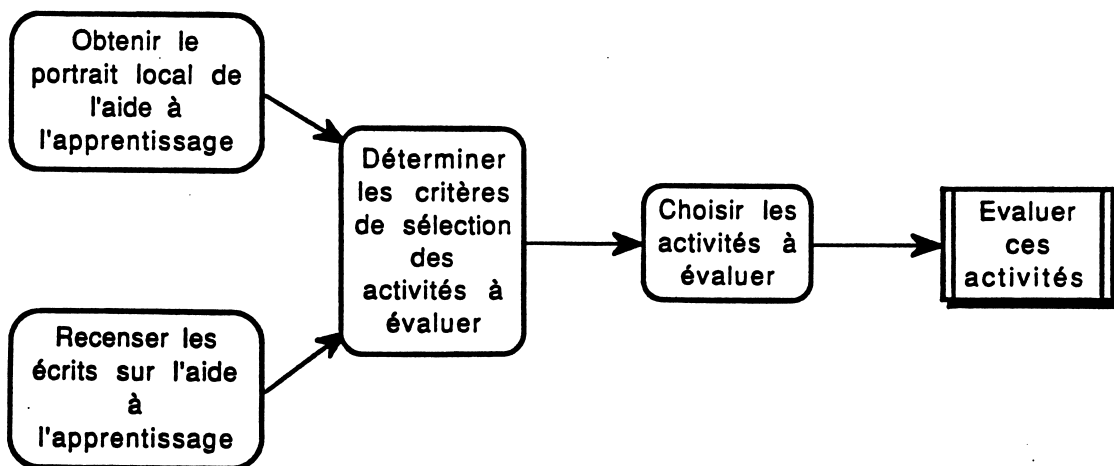 Obtenir le
portrait local de
l'aide à
l'apprentissage
Recenser les
écrits sur l'aide
à
l'apprentissage
Déterminer
les critères
de sélection
des
activités à
évaluer
Choisir les
activités à
évaluer
Evaluer
ces
activités